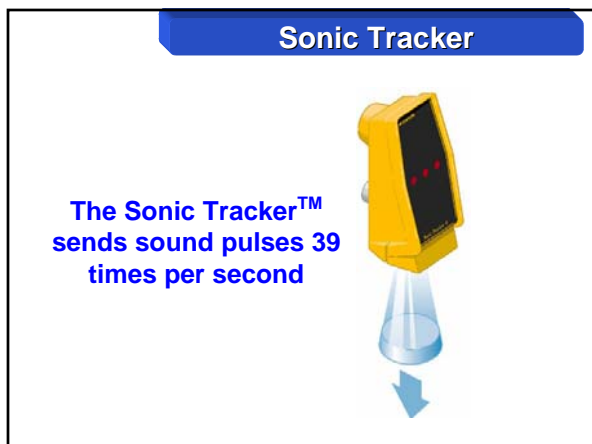 Sonic Tracker
The Sonic Tracker™
sends sound pulses 39
times per second